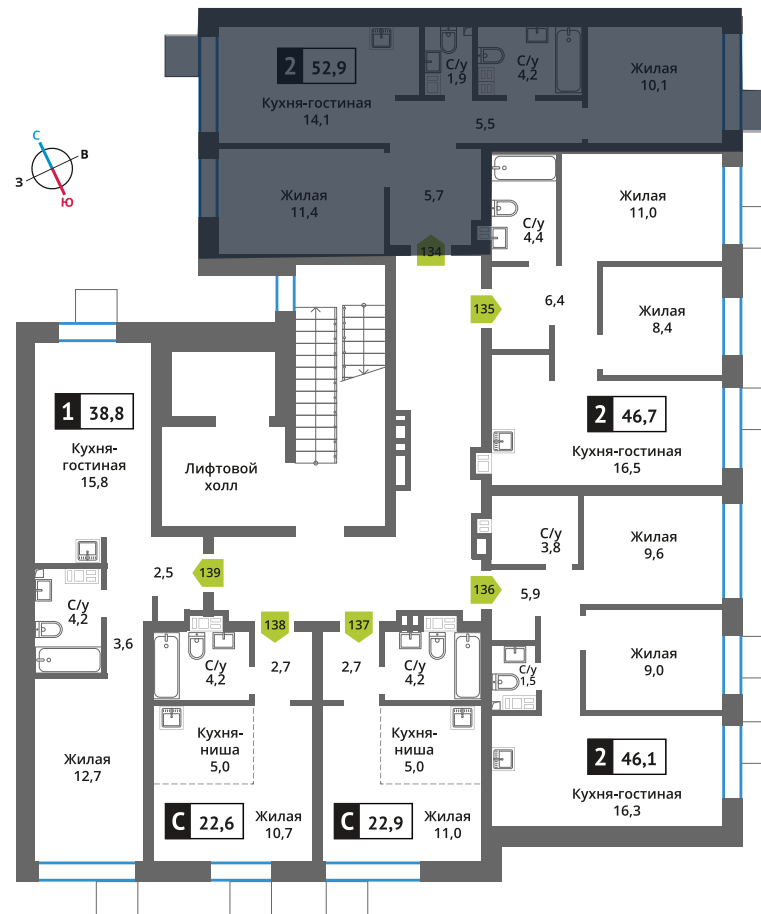 2 52,9
Кухня-гостиная
14,1
С/у
1,9
С/у
4,2
Жилая
10,1
5,5
Жилая
11,4
5,7
134
С
В
З
Ю
С/у
4,4
Жилая
11,0
135
6,4
Жилая
8,4
2 46,7
Кухня-гостиная
16,5
1 38,8
Кухня-
гостиная
15,8
Лифтовой
холл
С/у
3,8
Жилая
9,6
2,5
139
136
5,9
С/у
4,2
3,6
138
137
С/у
4,2
2,7
2,7
С/у
4,2
Жилая
9,0
С/у
1,5
Жилая
12,7
Кухня-
ниша
5,0
Кухня-
ниша
5,0
2 46,1
Кухня-гостиная
16,3
С 22,6
Жилая
10,7
С 22,9
Жилая
11,0